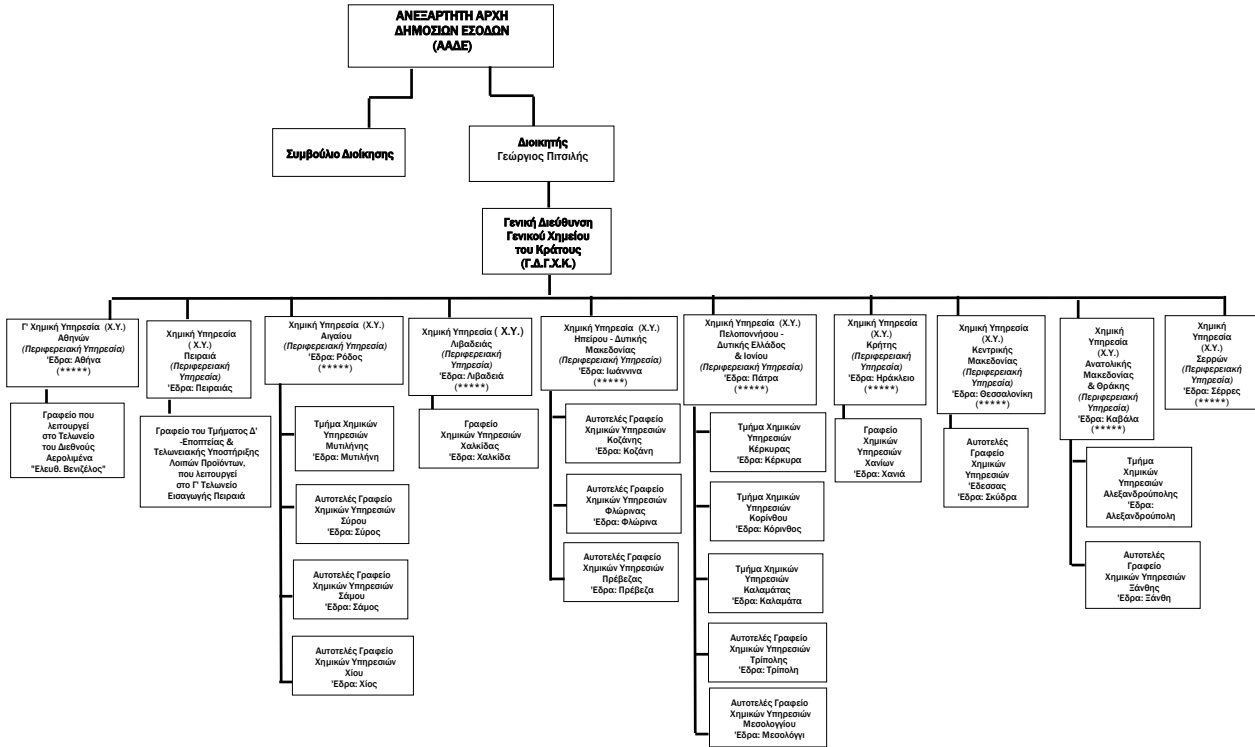 ΑΝΕΞΑΡΤΗΤΗ ΑΡΧΗ
ΔΗΜΟΣΙΩΝ ΕΣΟΔΩΝ
(ΑΑΔΕ)
Συμβούλιο Διοίκησης
Διοικητής
Γεώργιος Πιτσιλής
Γενική Διεύθυνση
Γενικού Χημείου
του Κράτους
(Γ.Δ.Γ.Χ.Κ.)
Γ' Χημική Υπηρεσία (Χ.Υ.)
Αθηνών
(Περιφερειακή Υπηρεσία)
Έδρα: Αθήνα
(*****)
Γραφείο που
λειτουργεί
στο Τελωνείο
του Διεθνούς
Αερολιμένα
"Ελευθ. Βενιζέλος"
Χημική Υπηρεσία
( Χ.Υ.)
Πειραιά
(Περιφερειακή
Υπηρεσία)
Έδρα: Πειραιάς
Γραφείο του Τμήματος Δ'
-Εποπτείας &
Τελωνειακής Υποστήριξης
Λοιπών Προϊόντων,
που λειτουργεί
στο Γ' Τελωνείο
Εισαγωγής Πειραιά
Χημική Υπηρεσία (Χ.Υ.)
Αιγαίου
(Περιφερειακή Υπηρεσία)
Έδρα: Ρόδος
(*****)
Τμήμα Χημικών
Υπηρεσιών
Μυτιλήνης
Έδρα: Μυτιλήνη
Αυτοτελές Γραφείο
Χημικών Υπηρεσιών
Σύρου
Έδρα: Σύρος
Αυτοτελές Γραφείο
Χημικών Υπηρεσιών
Σάμου
Έδρα: Σάμος
Αυτοτελές Γραφείο
Χημικών Υπηρεσιών
Χίου
Έδρα: Χίος
Χημική Υπηρεσία ( Χ.Υ.)
Λιβαδειάς
(Περιφερειακή
Υπηρεσία)
Έδρα: Λιβαδειά
(*****)
Γραφείο
Χημικών Υπηρεσιών
Χαλκίδας
Έδρα: Χαλκίδα
Χημική Υπηρεσία (Χ.Υ.)
Ηπείρου - Δυτικής
Μακεδονίας
(Περιφερειακή Υπηρεσία)
Έδρα: Ιωάννινα
(*****)
Αυτοτελές Γραφείο
Χημικών Υπηρεσιών
Κοζάνης
Έδρα: Κοζάνη
Αυτοτελές Γραφείο
Χημικών Υπηρεσιών
Φλώρινας
Έδρα: Φλώρινα
Αυτοτελές Γραφείο
Χημικών Υπηρεσιών
Πρέβεζας
Έδρα: Πρέβεζα
Χημική Υπηρεσία (Χ.Υ.)
Πελοποννήσου -
Δυτικής Ελλάδος
& Ιονίου
(Περιφερειακή Υπηρεσία)
Έδρα: Πάτρα
(*****)
Τμήμα Χημικών
Υπηρεσιών
Κέρκυρας
Έδρα: Κέρκυρα
Τμήμα Χημικών
Υπηρεσιών
Κορίνθου
Έδρα: Κόρινθος
Τμήμα Χημικών
Υπηρεσιών
Καλαμάτας
Έδρα: Καλαμάτα
Αυτοτελές Γραφείο
Χημικών Υπηρεσιών
Τρίπολης
Έδρα: Τρίπολη
Αυτοτελές Γραφείο
Χημικών Υπηρεσιών
Μεσολογγίου
Έδρα: Μεσολόγγι
Χημική
Υπηρεσία (Χ.Υ.)
Κρήτης
(Περιφερειακή
Υπηρεσία)
Έδρα: Ηράκλειο
(*****)
Γραφείο
Χημικών
Υπηρεσιών
Χανίων
Έδρα: Χανιά
Χημική Υπηρεσία
(Χ.Υ.)
Κεντρικής
Μακεδονίας
(Περιφερειακή
Υπηρεσία)
Έδρα: Θεσσαλονίκη
(*****)
Αυτοτελές
Γραφείο
Χημικών
Υπηρεσιών
Έδεσσας
Έδρα: Σκύδρα
Χημική
Υπηρεσία
(Χ.Υ.)
Ανατολικής
Μακεδονίας
& Θράκης
(Περιφερειακή
Υπηρεσία)
Έδρα: Καβάλα
(*****)
Τμήμα
Χημικών
Υπηρεσιών
Αλεξανδρούπολης
Έδρα:
Αλεξανδρούπολη
Αυτοτελές
Γραφείο
Χημικών Υπηρεσιών
Ξάνθης
Έδρα: Ξάνθη
Χημική
Υπηρεσία
(Χ.Υ.)
Σερρών
(Περιφερειακή
Υπηρεσία)
Έδρα: Σέρρες
(*****)